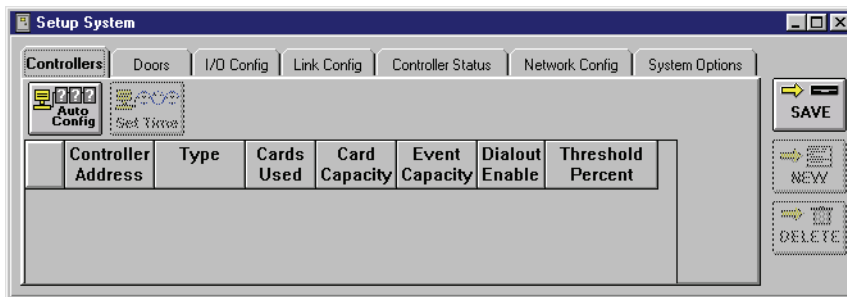 Setup System
Controllers Doors I/O Config Link Config Controller Status Network Config System Options
??? Auto Config
Set Time
SAVE
Controller Address Type Cards Used Card Capacity Event Capacity Dialout Enable Threshold Percent
NEW
DELETE